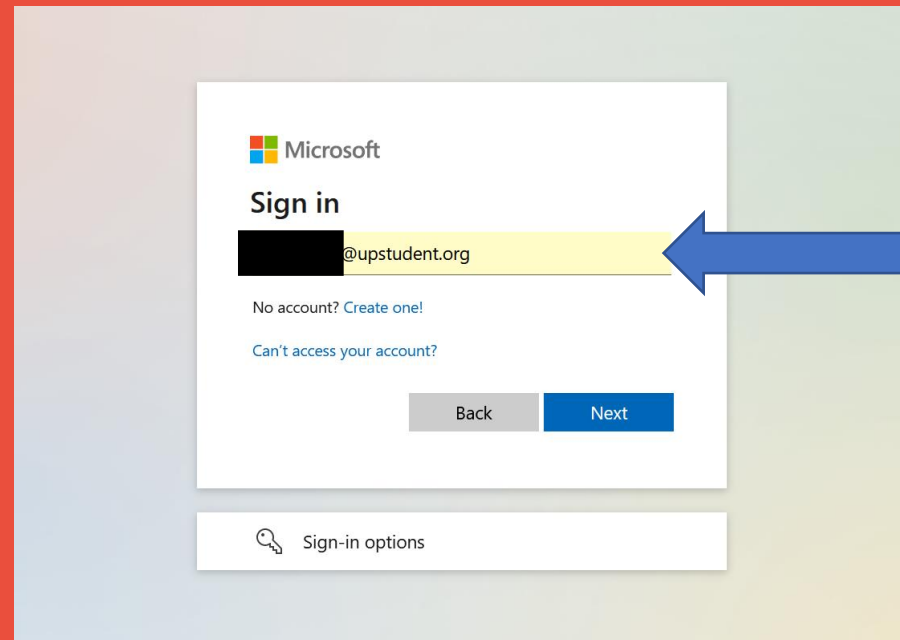 Microsoft
Sign in
@upstudent.org
No account? Create one!
Can't access your account?
Back
Next
Sign-in options